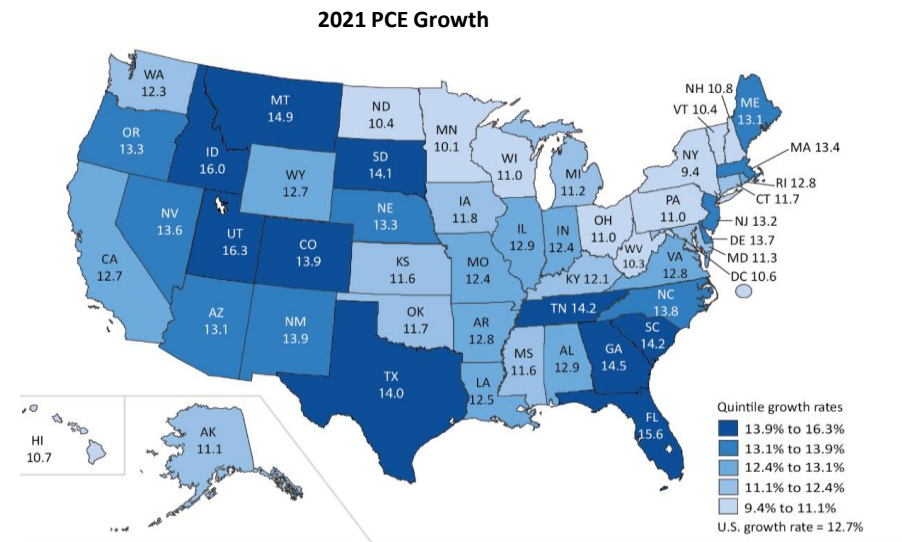 2021 PCE Growth
WA
12.3
MT
14.9
ND
10.4
MN
10.1
NH 10.8
VT 10.4
ME
13.1
OR
13.3
ID
16.0
SD
14.1
WI
11.0
MI
11.2
NY
9.4
MA 13.4
WY
12.7
RI 12.8
CT 11.7
NV
13.6
UT
16.3
CO
13.9
NE
13.3
IA
11.8
IL
12.9
IN
12.4
OH
11.0
PA
11.0
NJ 13.2
DE 13.7
MD 11.3
DC 10.6
WV
10.3
VA
12.8
CA
12.7
KS
11.6
MO
12.4
KY 12.1
NC
13.8
AZ
13.1
NM
13.9
OK
11.7
AR
12.8
TN 14.2
SC
14.2
TX
14.0
LA
12.5
MS
11.6
AL
12.9
GA
14.5
FL
15.6
HI
10.7
AK
11.1
Quintile growth rates
13.9% to 16.3%
13.1% to 13.9%
12.4% to 13.1%
11.1% to 12.4%
9.4% to 11.1%
U.S. growth rate = 12.7%